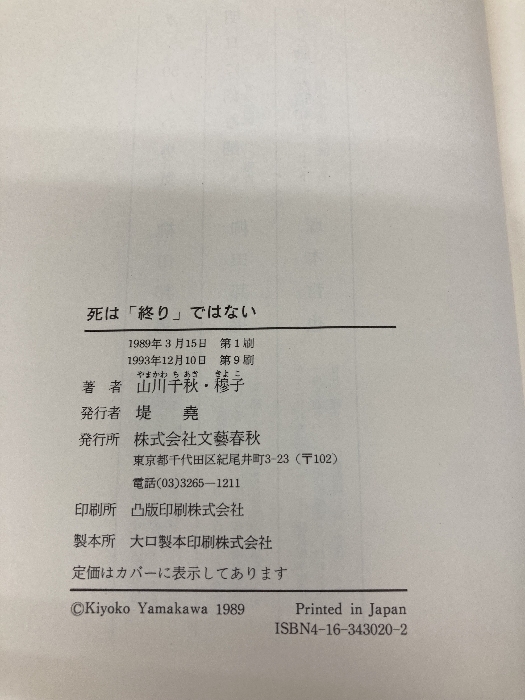 死は「終り」ではない
1989年3月15日 第1刷
1993年12月10日 第9刷
やまかわ ち あき きよ こ
著者 山川千秋・穆子
発行者 堤堯
発行所 株式会社文藝春秋
東京都千代田区紀尾井町3-23（〒102）
電話(03)3265―1211
印刷所 凸版印刷株式会社
製本所 大口製本印刷株式会社
定価はカバーに表示してあります
©Kiyoko Yamakawa 1989 Printed in Japan
ISBN4-16-343020-2